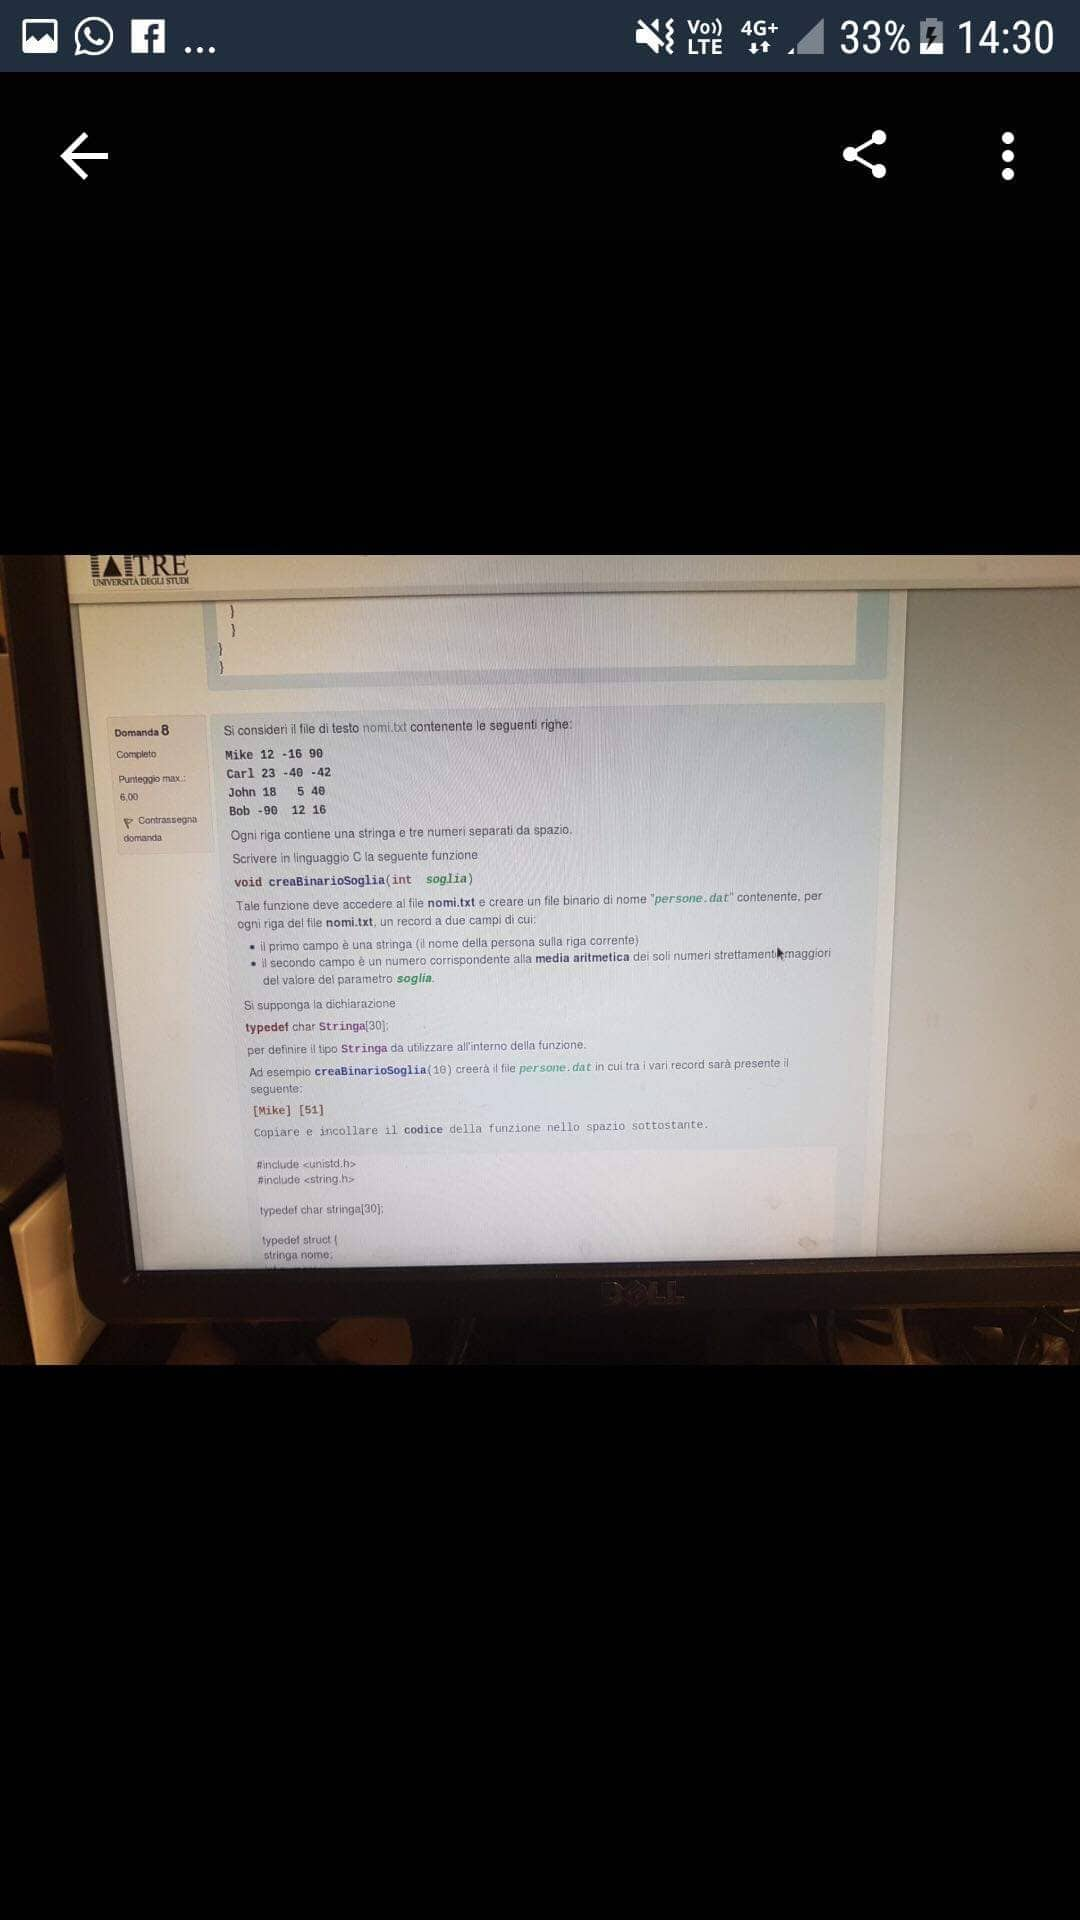 ...
Vo))
LTE
4G+
33%
14:30
TRE
UNIVERSITÀ DEGLI STUDI
}
}
}
}
Domanda 8
Completo
Punteggio max.:
6,00
Contrassegna
domanda
Si consideri il file di testo nomi.txt contenente le seguenti righe:
Mike 12 -16 90
Carl 23 -40 -42
John 18 5 40
Bob -90 12 16
Ogni riga contiene una stringa e tre numeri separati da spazio.
Scrivere in linguaggio C la seguente funzione
void creaBinarioSoglia(int soglia)
Tale funzione deve accedere al file nomi.txt e creare un file binario di nome "persone.dat" contenente, per
ogni riga del file nomi.txt, un record a due campi di cui:
• il primo campo è una stringa (il nome della persona sulla riga corrente)
• il secondo campo è un numero corrispondente alla media aritmetica dei soli numeri strettamente maggiori
del valore del parametro soglia.
Si supponga la dichiarazione
typedef char Stringa[30];
per definire il tipo Stringa da utilizzare all'interno della funzione.
Ad esempio creaBinarioSoglia(10) creerà il file persone.dat in cui tra i vari record sarà presente il
seguente:
[Mike] [51]
Copiare e incollare il codice della funzione nello spazio sottostante.
#include <unistd.h>
#include <string.h>
typedef char stringa[30];
typedef struct {
stringa nome;
DELL